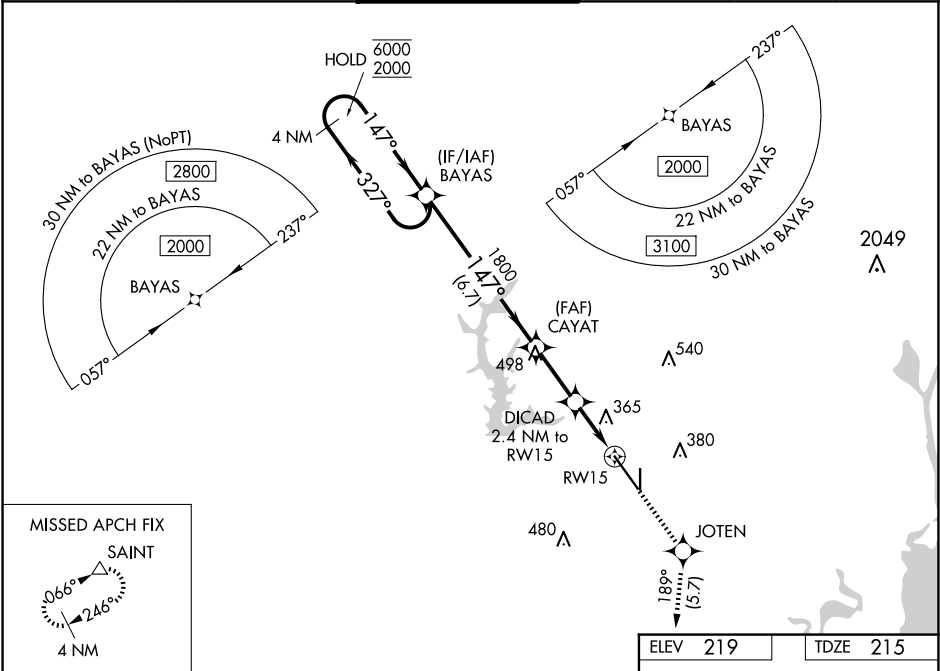 HOLD 6000
2000
4 NM
147°
327°
(IF/IAF)
BAYAS
30 NM to BAYAS (NoPT)
2800
22 NM to BAYAS
2000
237°
BAYAS
057°
237°
BAYAS
2000
057°
22 NM to BAYAS
3100
30 NM to BAYAS
2049
1800
147°
(6.7)
(FAF)
CAYAT
498
540
DICAD
2.4 NM to
RW15
365
380
RW15
480
JOTEN
189°
(5.7)
MISSED APCH FIX
SAINT
066°
246°
4 NM
ELEV 219
TDZE 215